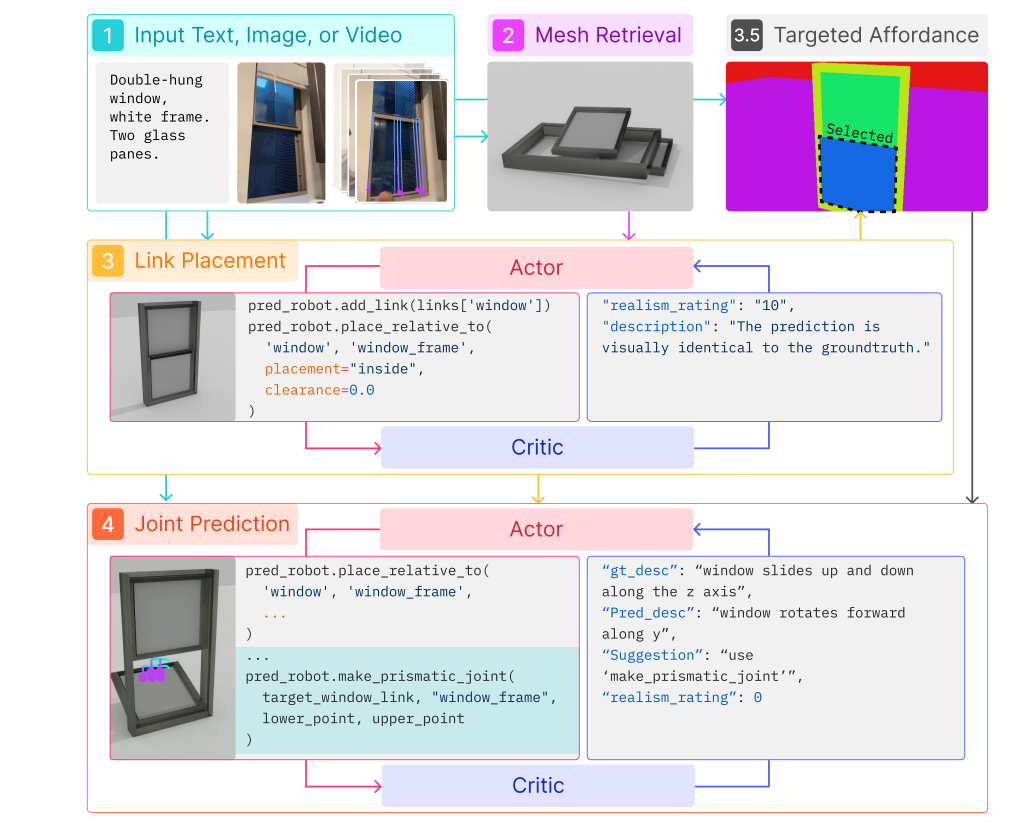 1 Input Text, Image, or Video
Double-hung
window,
white frame.
Two glass
panes.
2 Mesh Retrieval
3.5 Targeted Affordance
Selected
3 Link Placement
Actor
pred_robot.add_link(links['window'])
pred_robot.place_relative_to(
'window', 'window_frame',
placement="inside",
clearance=0.0
)
"realism_rating": "10",
"description": "The prediction is
visually identical to the groundtruth."
Critic
4 Joint Prediction
Actor
pred_robot.place_relative_to(
'window', 'window_frame',
...
)
...
pred_robot.make_prismatic_joint(
target_window_link, "window_frame",
lower_point, upper_point
)
“gt_desc”: “window slides up and down
along the z axis”,
“Pred_desc”: “window rotates forward
along y”,
“Suggestion”: “use
‘make_prismatic_joint’”,
“realism_rating”: 0
Critic